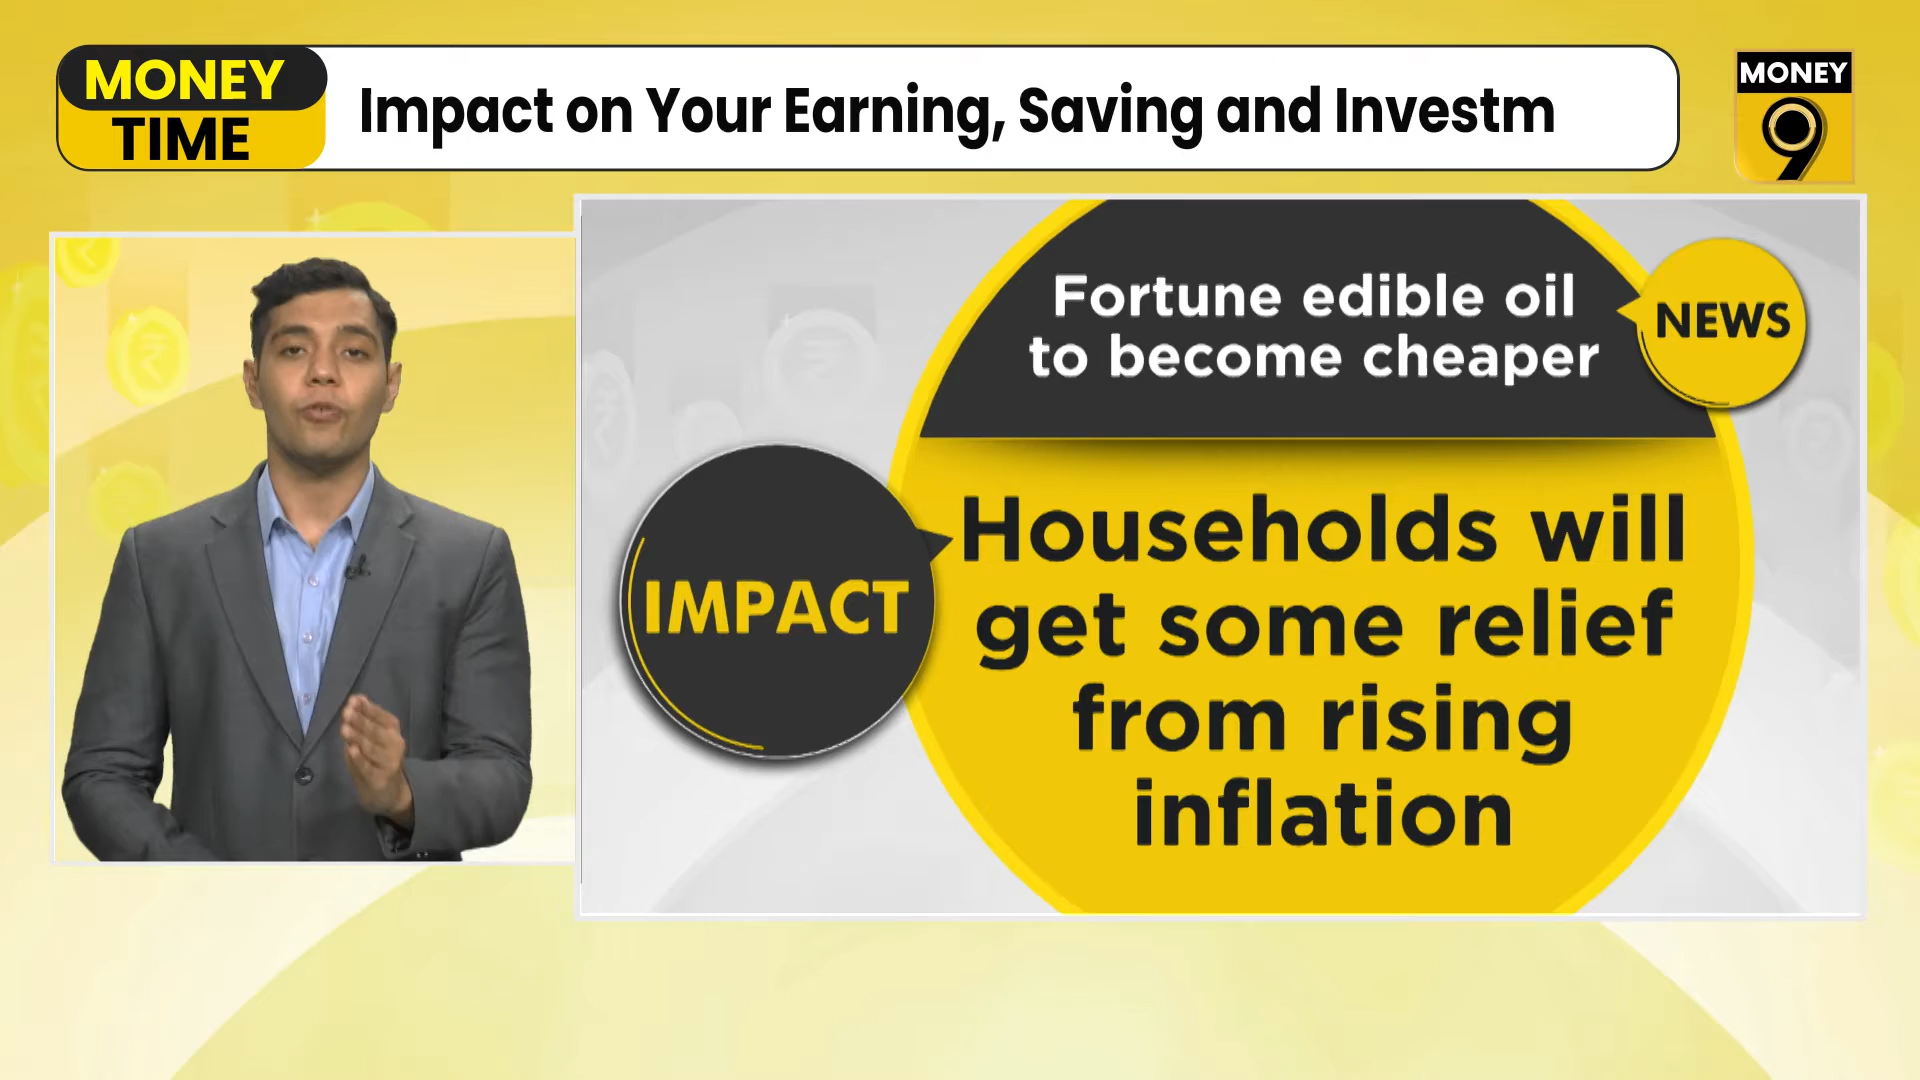 MONEY
TIME
Impact on Your Earning, Saving and Investm
MONEY
9
Fortune edible oil
to become cheaper
NEWS
IMPACT
Households will
get some relief
from rising
inflation